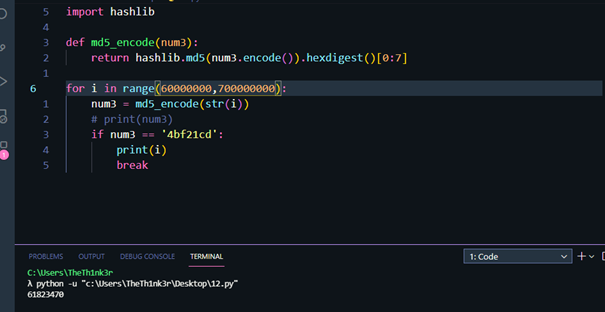 5 import hashlib
4
3 def md5_encode(num3):
2 return hashlib.md5(num3.encode()).hexdigest()[0:7]
1
6 for i in range(60000000,700000000):
1 num3 = md5_encode(str(i))
2 # print(num3)
3 if num3 == '4bf21cd':
4 print(i)
5 break
PROBLEMS OUTPUT DEBUG CONSOLE TERMINAL 1: Code
C:\Users\TheTh1nk3r
λ python -u "c:\Users\TheTh1nk3r\Desktop\12.py"
61823470